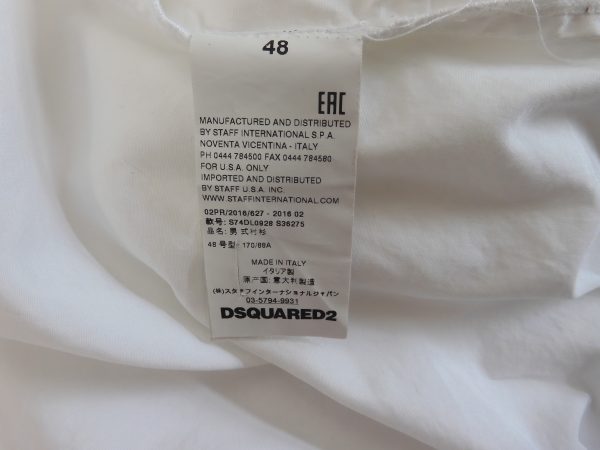 48
EAC
MANUFACTURED AND DISTRIBUTED
BY STAFF INTERNATIONAL S.P.A.
NOVENTA VICENTINA - ITALY
PH 0444 784500 FAX 0444 784580
FOR U.S.A. ONLY
IMPORTED AND DISTRIBUTED
BY STAFF U.S.A. INC.
WWW.STAFFINTERNATIONAL.COM
02PR/2016/627 - 2016 02
款号: S74DL0928 S36275
品名: 男式衬衫
48 号型: 170/88A
MADE IN ITALY
イタリア製
原产国: 意大利製造
(株)スタッフインターナショナルジャパン
03-5794-9931
DSQUARED2